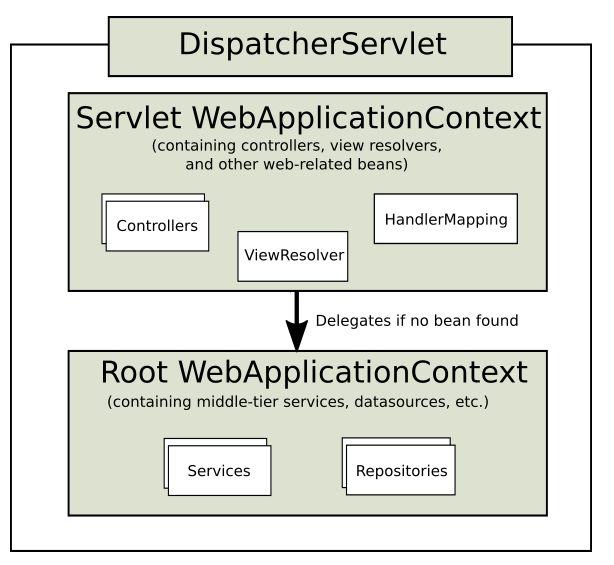 DispatcherServlet
Servlet WebApplicationContext
(containing controllers, view resolvers,
and other web-related beans)
Controllers
HandlerMapping
ViewResolver
Delegates if no bean found
Root WebApplicationContext
(containing middle-tier services, datasources, etc.)
Services
Repositories